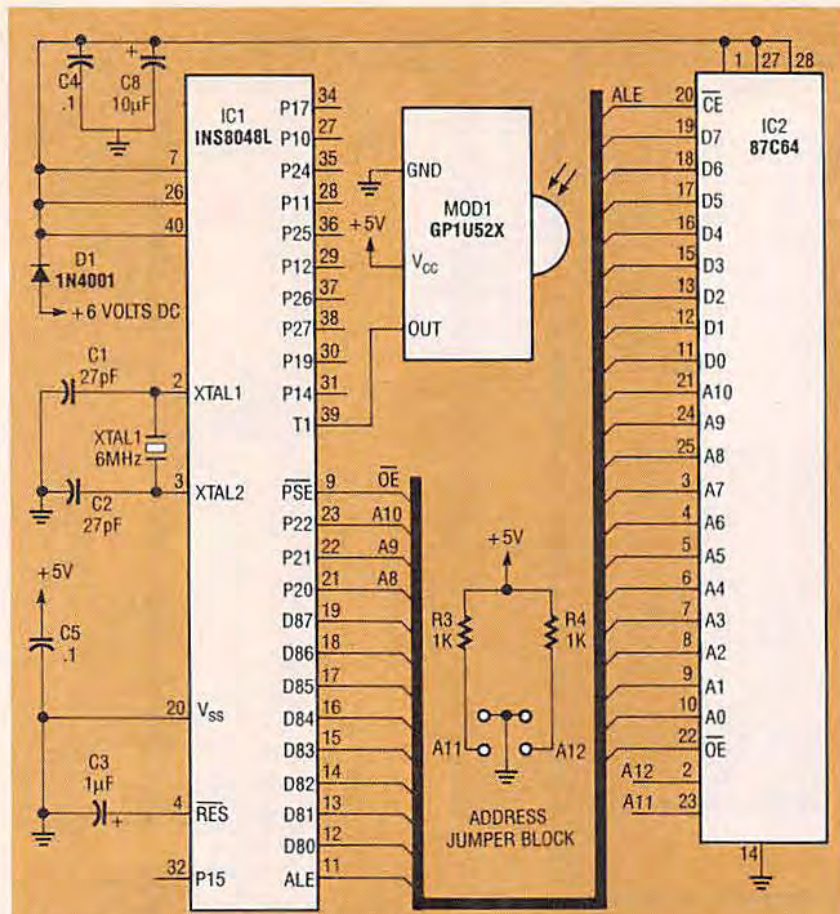 C4
.1
+
C8
10µF
7
26
40
D1
1N4001
+6 VOLTS DC
C1
27pF
2
XTAL1
6MHz
3
C2
27pF
+5V
C5
.1
20
C3
1µF
+
4
32
IC1
INS8048L
XTAL1
XTAL2
VSS
RES
P15
P17 34
P10 27
P24 35
P11 28
P25 36
P12 29
P26 37
P27 38
P19 30
P14 31
T1 39
PSE 9 OE
P22 23 A10
P21 22 A9
P20 21 A8
D87 19
D86 18
D85 17
D84 16
D83 15
D82 14
D81 13
D80 12
ALE 11
GND
MOD1
GP1U52X
+5V
VCC
OUT
+5V
R3
1K
R4
1K
A11
A12
ADDRESS
JUMPER BLOCK
1 27 28
IC2
87C64
ALE 20 CE
19 D7
18 D6
17 D5
16 D4
15 D3
13 D2
12 D1
11 D0
21 A10
24 A9
25 A8
3 A7
4 A6
5 A5
6 A4
7 A3
8 A2
9 A1
10 A0
22 OE
A12 2
A11 23
14